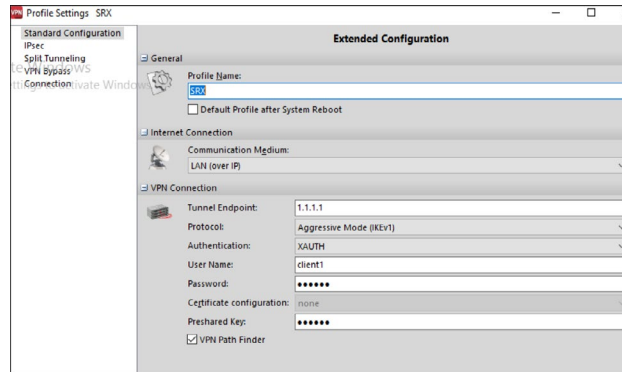 VPN Profile Settings SRX
Standard Configuration
IPsec
Split Tunneling
VPN Bypass
Connection
Extended Configuration
General
Profile Name:
SRX
Default Profile after System Reboot
Internet Connection
Communication Medium:
LAN (over IP)
VPN Connection
Tunnel Endpoint: 1.1.1.1
Protocol: Aggressive Mode (IKEv1)
Authentication: XAUTH
User Name: client1
Password: ●●●●●●
Certificate configuration: none
Preshared Key: ●●●●●●
VPN Path Finder